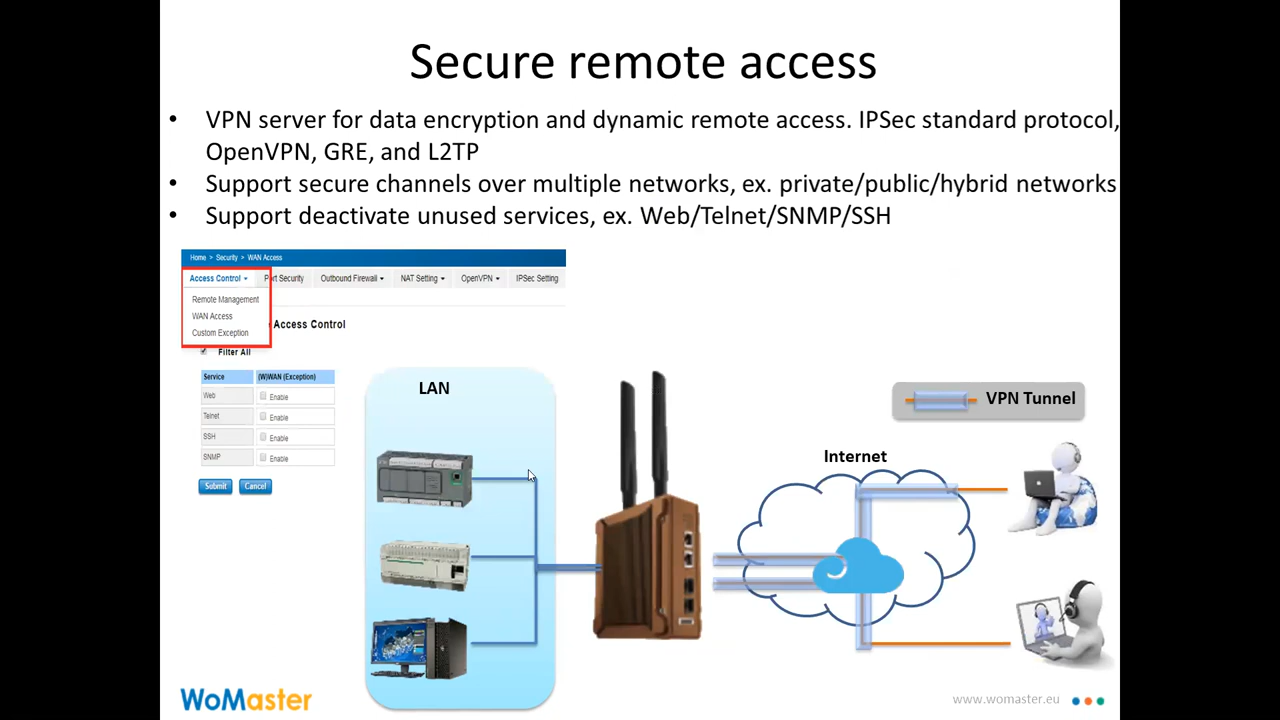 Secure remote access
• VPN server for data encryption and dynamic remote access. IPSec standard protocol,
OpenVPN, GRE, and L2TP
• Support secure channels over multiple networks, ex. private/public/hybrid networks
• Support deactivate unused services, ex. Web/Telnet/SNMP/SSH
Home > Security > WAN Access
Access Control Port Security Outbound Firewall NAT Setting OpenVPN IPSec Setting
Remote Management
WAN Access
Custom Exception
Access Control
Filter All
Service (W)WAN (Exception)
Web Enable
Telnet Enable
SSH Enable
SNMP Enable
Submit Cancel
LAN
VPN Tunnel
Internet
WoMaster
www.womaster.eu